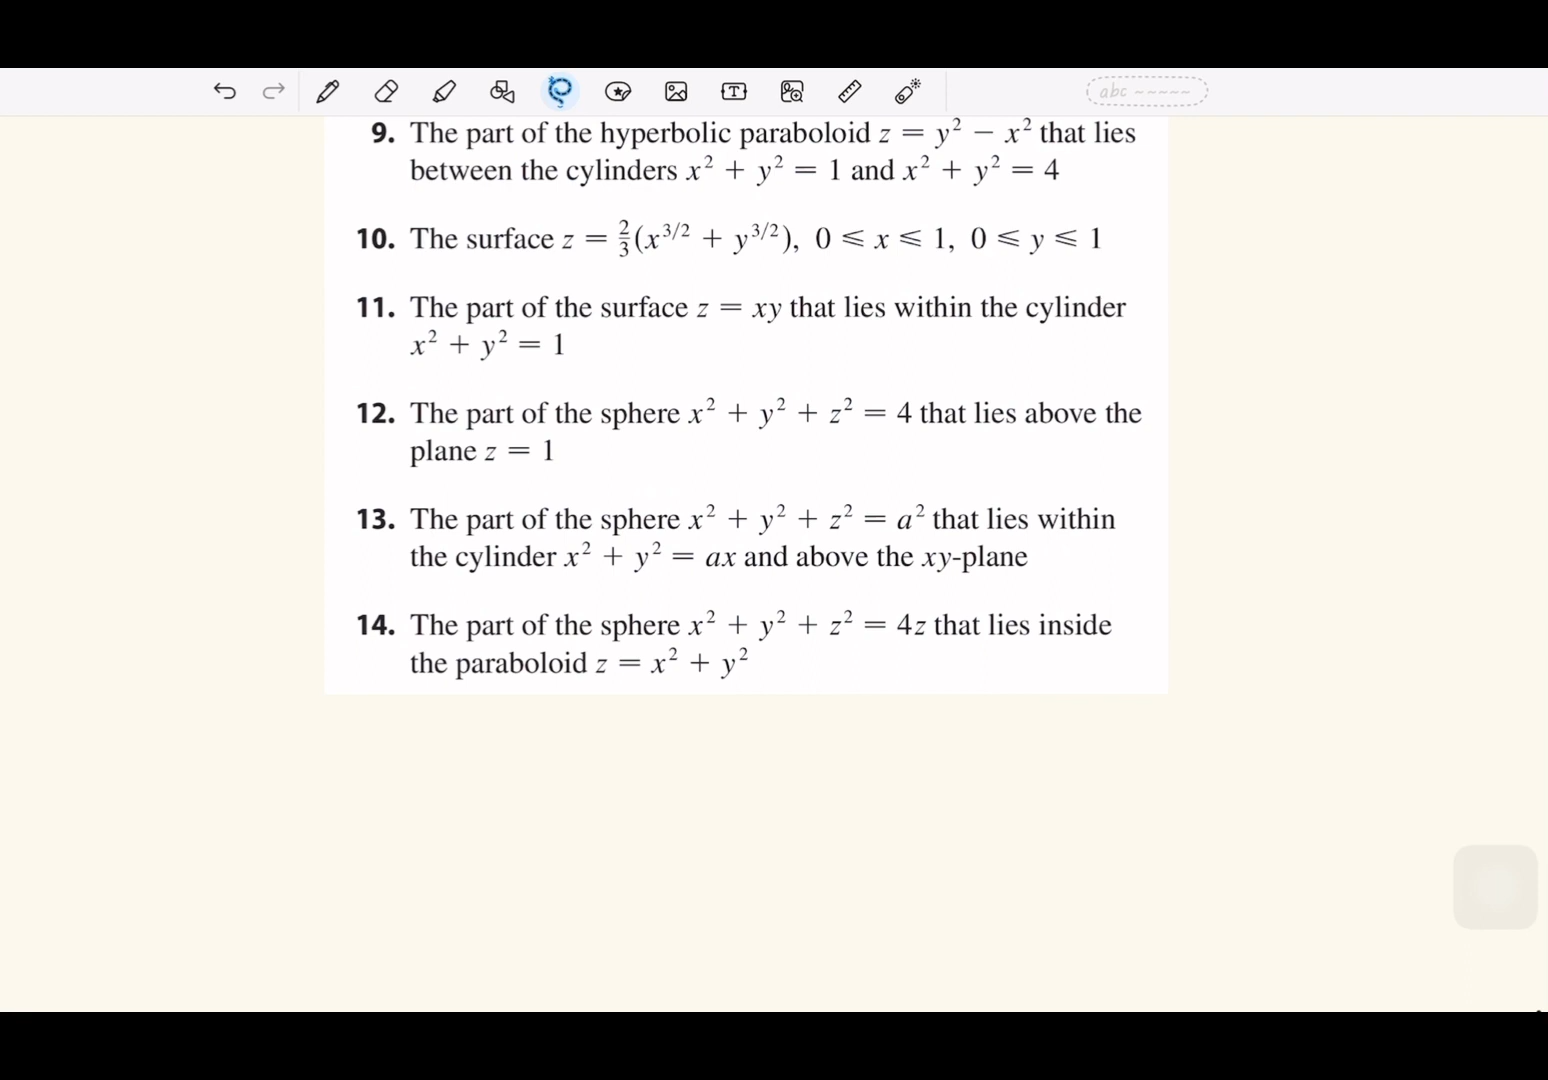 abc
9. The part of the hyperbolic paraboloid z = y² − x² that lies
between the cylinders x² + y² = 1 and x² + y² = 4
10. The surface z = 2/3(x^{3/2} + y^{3/2}), 0 ⩽ x ⩽ 1, 0 ⩽ y ⩽ 1
11. The part of the surface z = xy that lies within the cylinder
x² + y² = 1
12. The part of the sphere x² + y² + z² = 4 that lies above the
plane z = 1
13. The part of the sphere x² + y² + z² = a² that lies within
the cylinder x² + y² = ax and above the xy-plane
14. The part of the sphere x² + y² + z² = 4z that lies inside
the paraboloid z = x² + y²